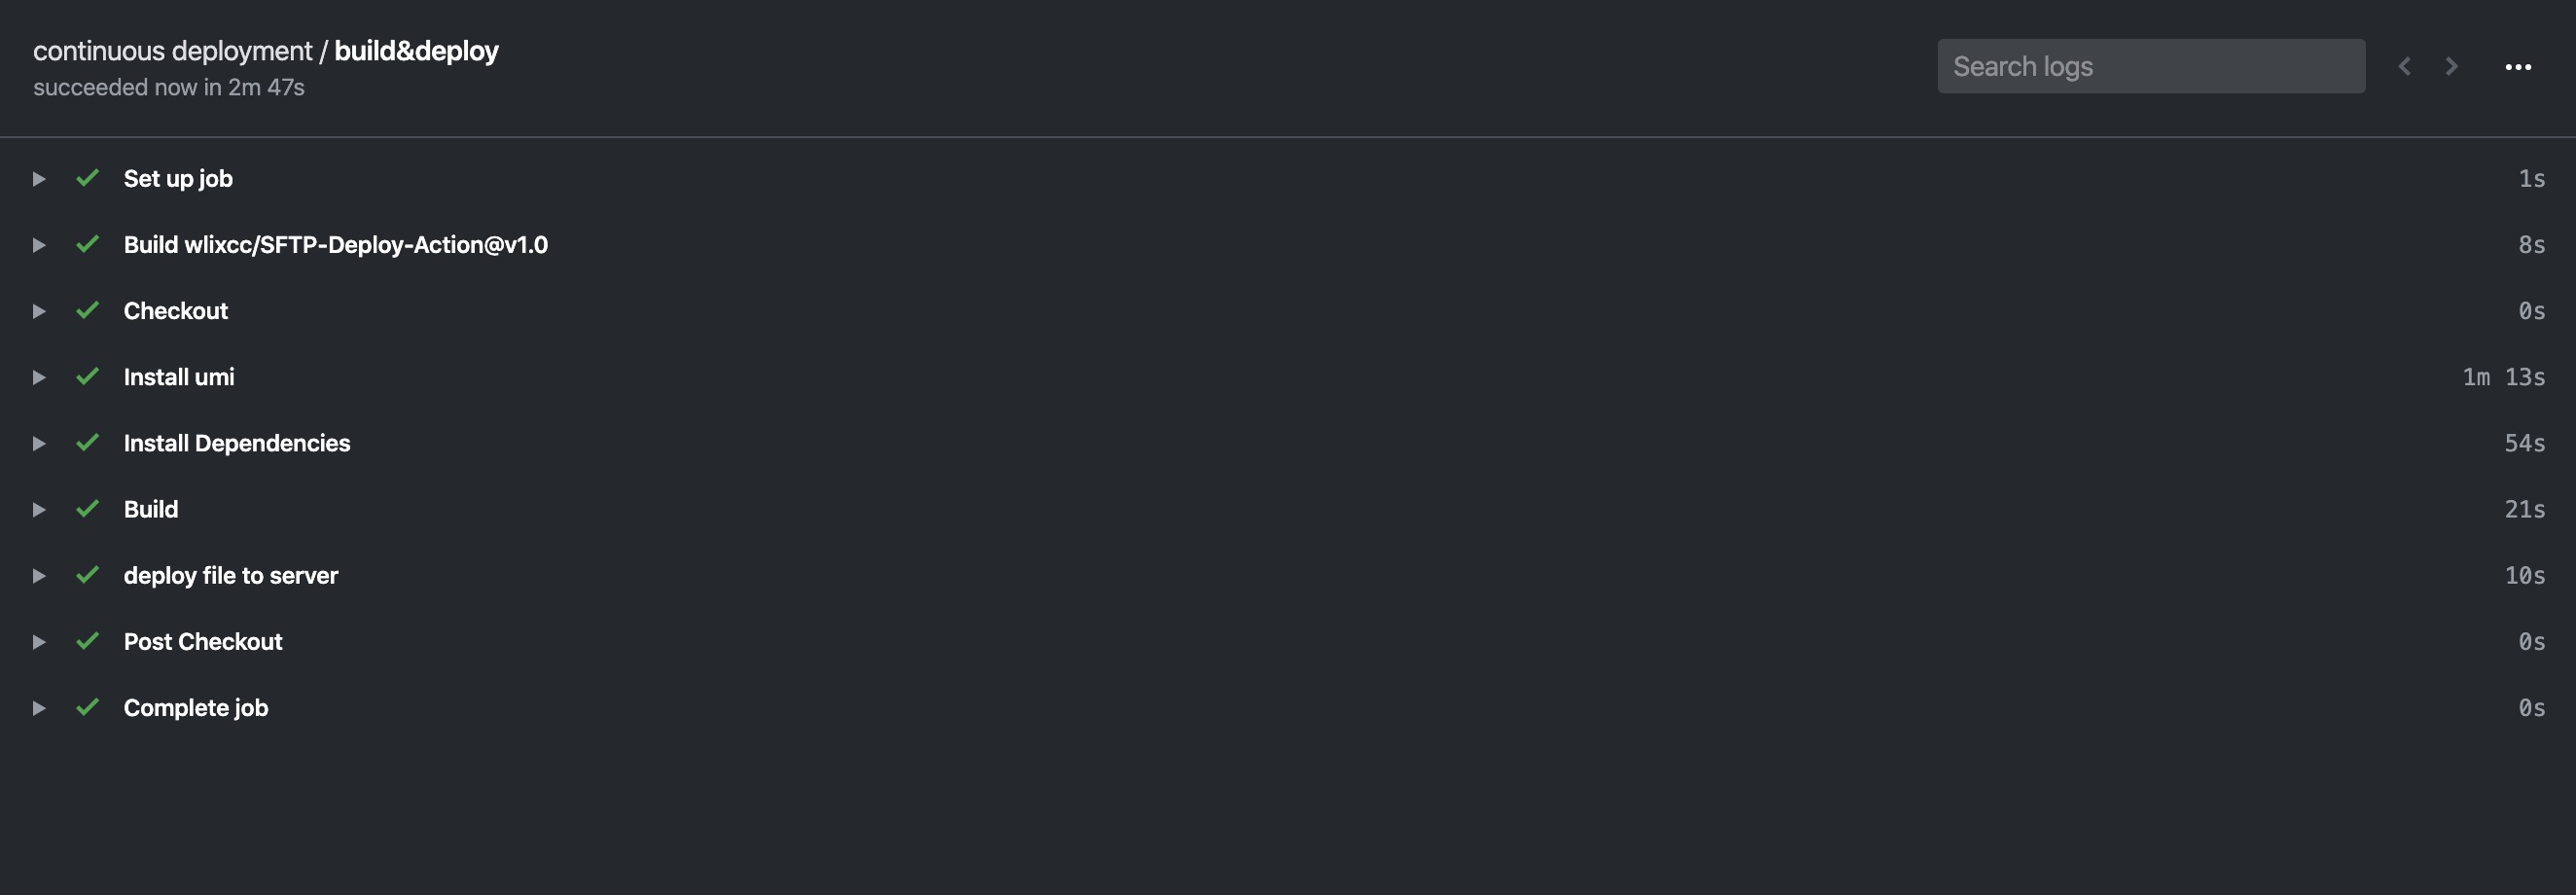 continuous deployment / build&deploy
succeeded now in 2m 47s
Search logs
Set up job 1s
Build wlixcc/SFTP-Deploy-Action@v1.0 8s
Checkout 0s
Install umi 1m 13s
Install Dependencies 54s
Build 21s
deploy file to server 10s
Post Checkout 0s
Complete job 0s